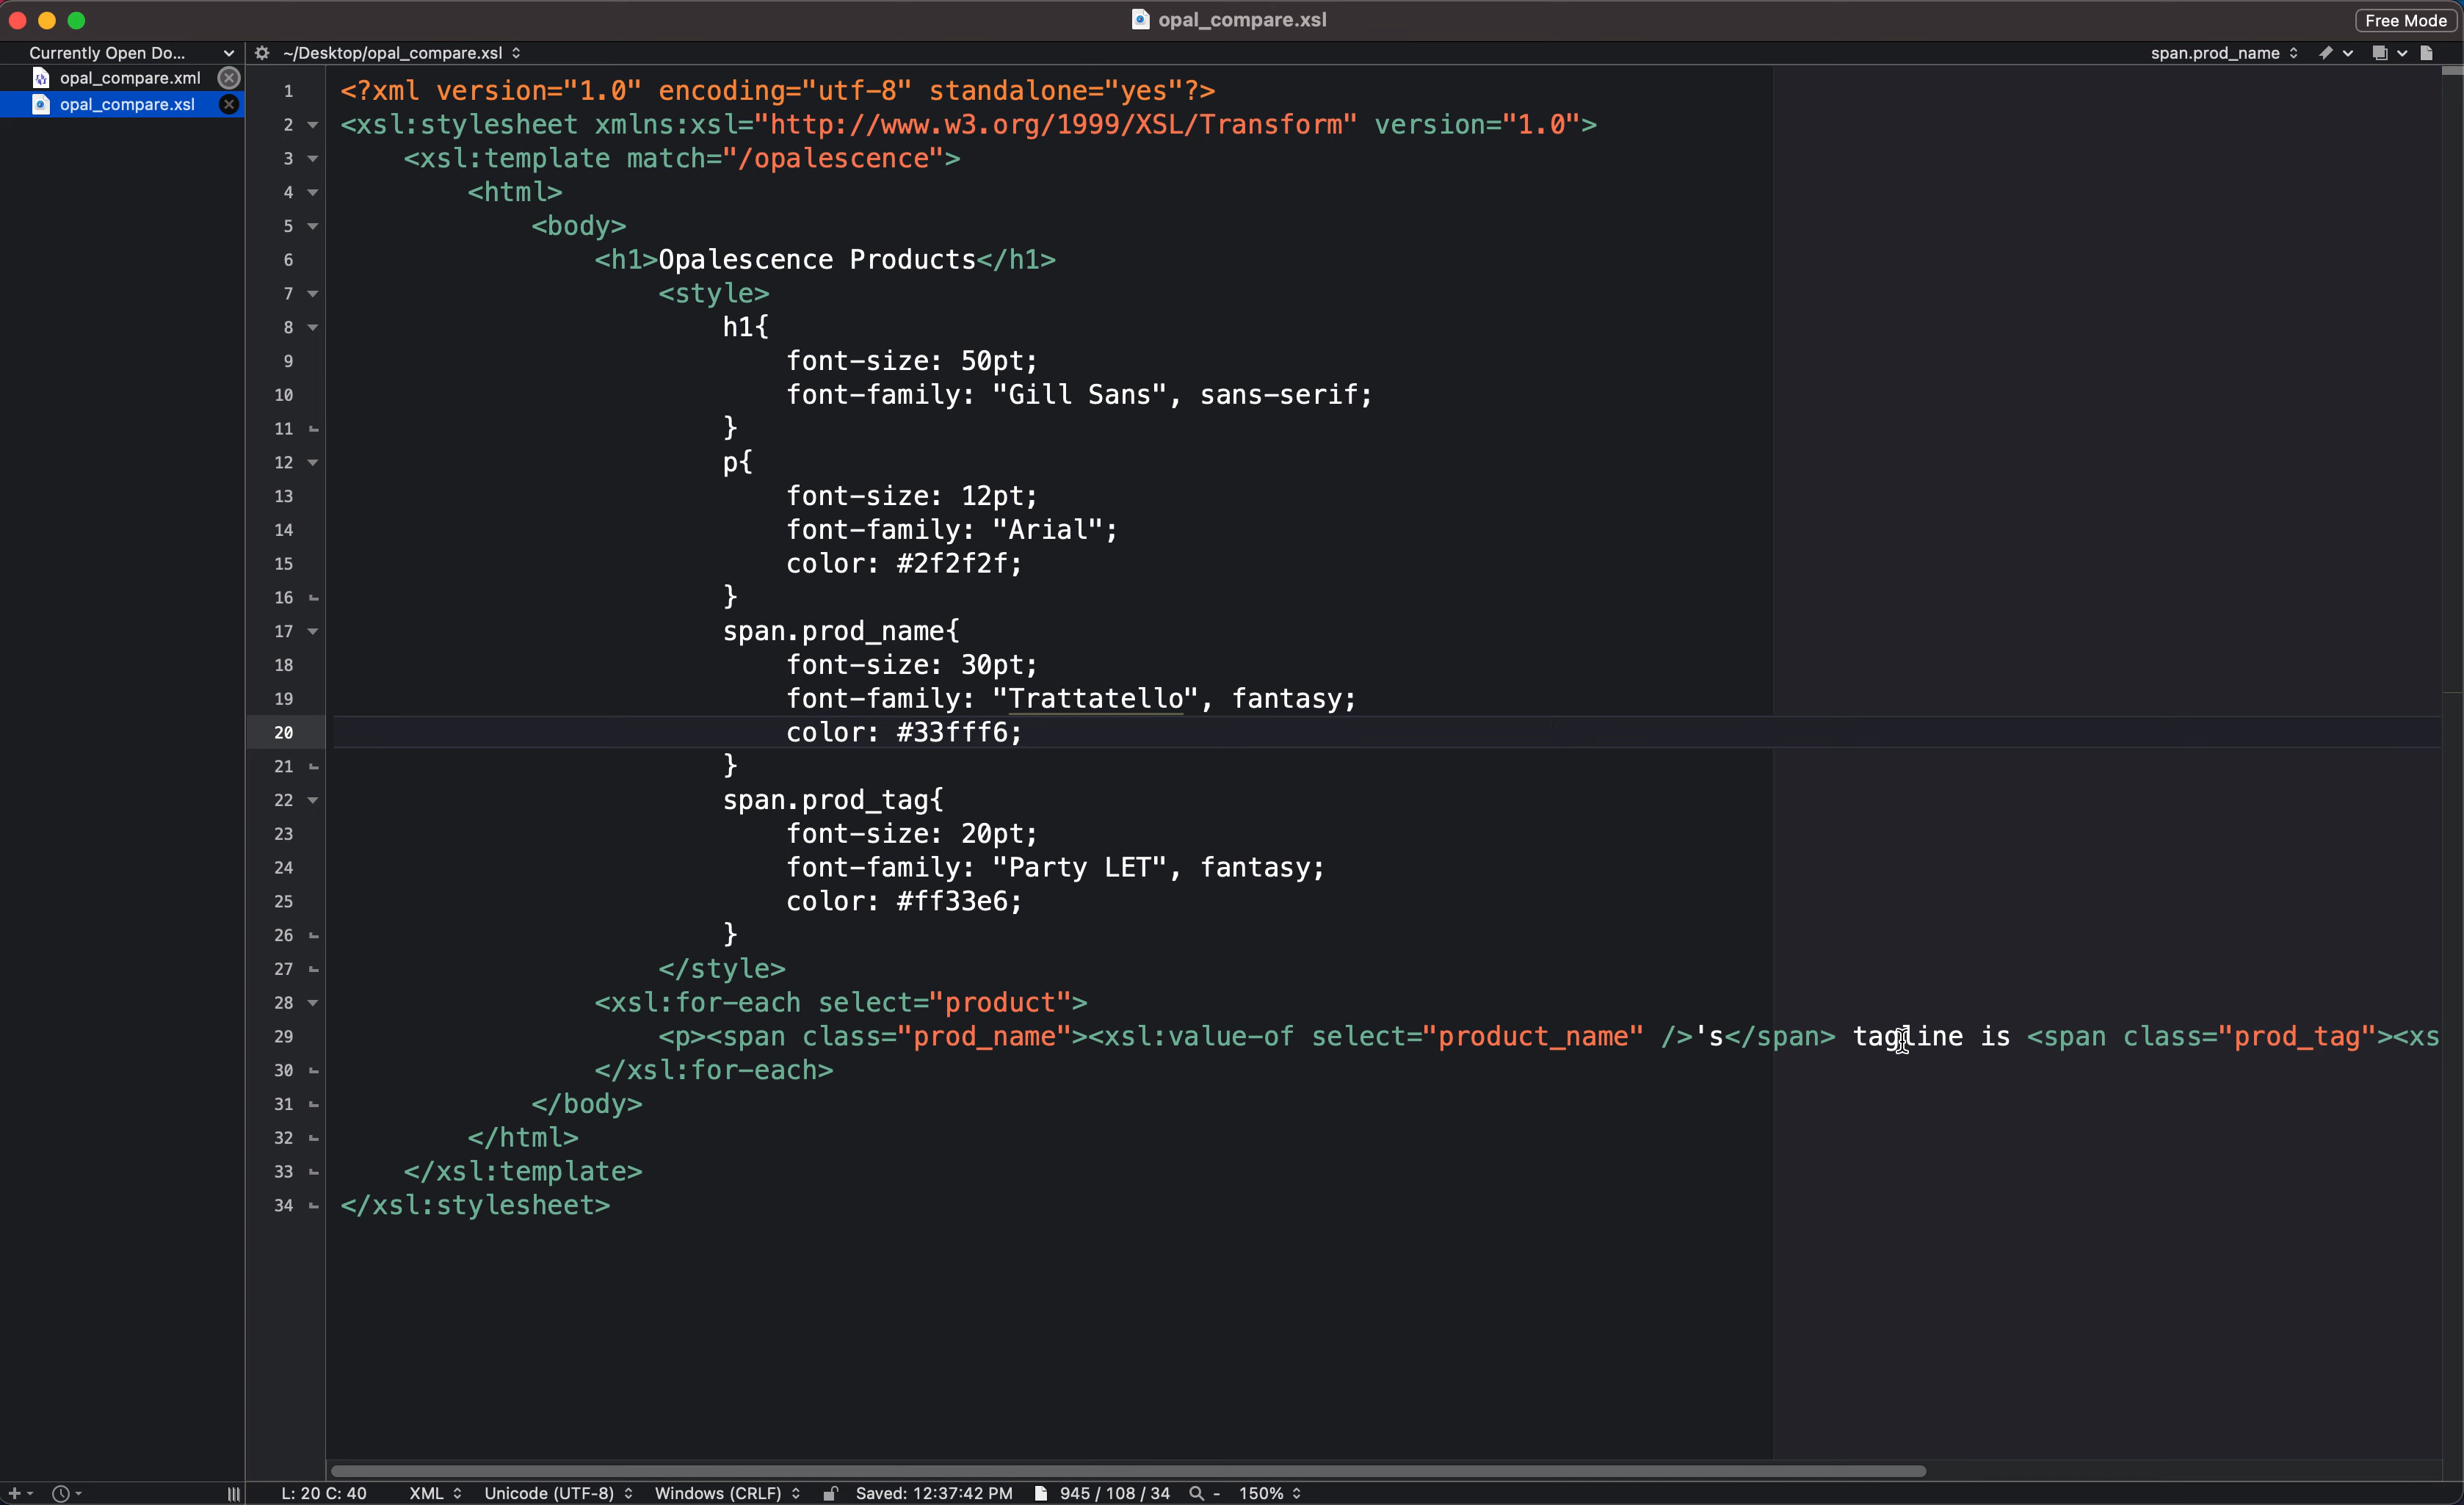 opal_compare.xsl
Free Mode
Currently Open Do...
~/Desktop/opal_compare.xsl
span.prod_name
opal_compare.xml
opal_compare.xsl
1 <?xml version="1.0" encoding="utf-8" standalone="yes"?>
2 <xsl:stylesheet xmlns:xsl="http://www.w3.org/1999/XSL/Transform" version="1.0">
3 <xsl:template match="/opalescence">
4 <html>
5 <body>
6 <h1>Opalescence Products</h1>
7 <style>
8 h1{
9 font-size: 50pt;
10 font-family: "Gill Sans", sans-serif;
11 }
12 p{
13 font-size: 12pt;
14 font-family: "Arial";
15 color: #2f2f2f;
16 }
17 span.prod_name{
18 font-size: 30pt;
19 font-family: "Trattatello", fantasy;
20 color: #33fff6;
21 }
22 span.prod_tag{
23 font-size: 20pt;
24 font-family: "Party LET", fantasy;
25 color: #ff33e6;
26 }
27 </style>
28 <xsl:for-each select="product">
29 <p><span class="prod_name"><xsl:value-of select="product_name" />'s</span> tagline is <span class="prod_tag"><xs
30 </xsl:for-each>
31 </body>
32 </html>
33 </xsl:template>
34 </xsl:stylesheet>
L: 20 C: 40 XML Unicode (UTF-8) Windows (CRLF) Saved: 12:37:42 PM 945 / 108 / 34 - 150%